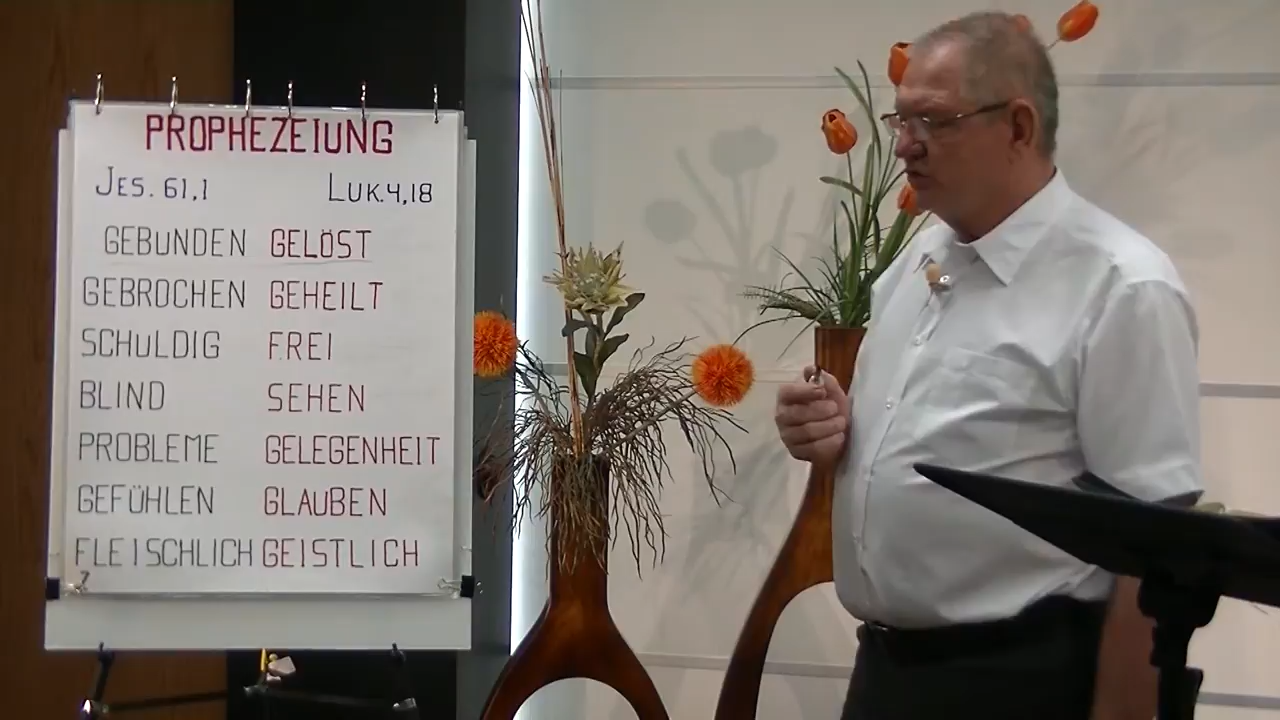 PROPHEZEIUNG
JES. 61,1 LUK.4,18
GEBUNDEN GELÖST
GEBROCHEN GEHEILT
SCHULDIG FREI
BLIND SEHEN
PROBLEME GELEGENHEIT
GEFÜHLEN GLAUBEN
FLEISCHLICH GEISTLICH
7